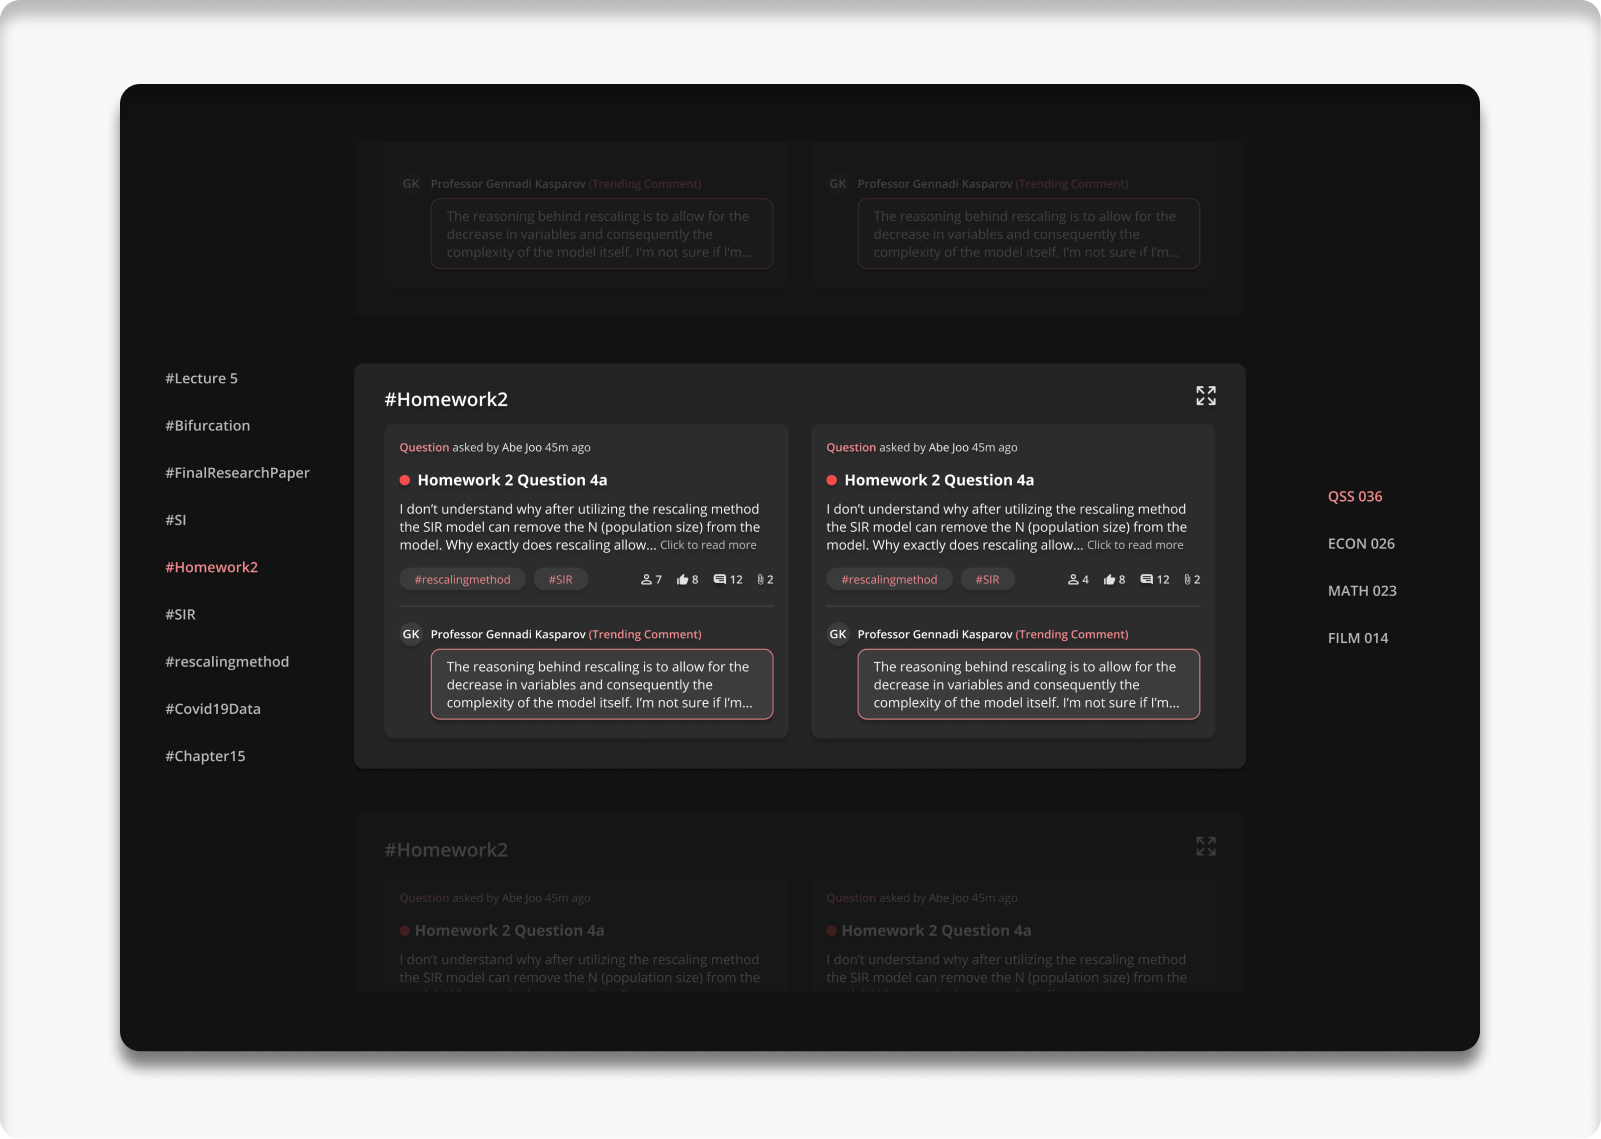 GK Professor Gennadi Kasparov (Trending Comment)
The reasoning behind rescaling is to allow for the
decrease in variables and consequently the
complexity of the model itself. I'm not sure if I'm...
GK Professor Gennadi Kasparov (Trending Comment)
The reasoning behind rescaling is to allow for the
decrease in variables and consequently the
complexity of the model itself. I'm not sure if I'm...
#Lecture 5
#Bifurcation
#FinalResearchPaper
#SI
#Homework2
#SIR
#rescalingmethod
#Covid19Data
#Chapter15
#Homework2
Question asked by Abe Joo 45m ago
Homework 2 Question 4a
I don’t understand why after utilizing the rescaling method
the SIR model can remove the N (population size) from the
model. Why exactly does rescaling allow... Click to read more
#rescalingmethod #SIR 7 8 12 2
GK Professor Gennadi Kasparov (Trending Comment)
The reasoning behind rescaling is to allow for the
decrease in variables and consequently the
complexity of the model itself. I'm not sure if I'm...
Question asked by Abe Joo 45m ago
Homework 2 Question 4a
I don’t understand why after utilizing the rescaling method
the SIR model can remove the N (population size) from the
model. Why exactly does rescaling allow... Click to read more
#rescalingmethod #SIR 4 8 12 2
GK Professor Gennadi Kasparov (Trending Comment)
The reasoning behind rescaling is to allow for the
decrease in variables and consequently the
complexity of the model itself. I'm not sure if I'm...
QSS 036
ECON 026
MATH 023
FILM 014
#Homework2
Question asked by Abe Joo 45m ago
Homework 2 Question 4a
I don’t understand why after utilizing the rescaling method
the SIR model can remove the N (population size) from the
Question asked by Abe Joo 45m ago
Homework 2 Question 4a
I don’t understand why after utilizing the rescaling method
the SIR model can remove the N (population size) from the